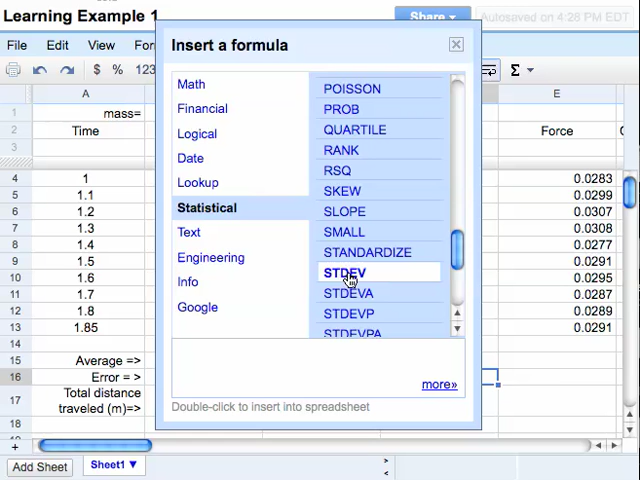 Learning Example 1
Share
Autosaved on 4:28 PM EDT
File Edit View
Insert a formula
$ % 123
Σ
Math
Financial
Logical
Date
Lookup
Statistical
Text
Engineering
Info
Google
POISSON
PROB
QUARTILE
RANK
RSQ
SKEW
SLOPE
SMALL
STANDARDIZE
STDEV
STDEVA
STDEVP
STDEVPA
more»
Double-click to insert into spreadsheet
A E
1 mass=
2 Time Force
3
4 1 0.0283
5 1.1 0.0299
6 1.2 0.0307
7 1.3 0.0308
8 1.4 0.0277
9 1.5 0.0291
10 1.6 0.0295
11 1.7 0.0287
12 1.8 0.0289
13 1.85 0.0291
15 Average =>
16 Error = >
17 Total distance
traveled (m)=>
18
+
Add Sheet Sheet1